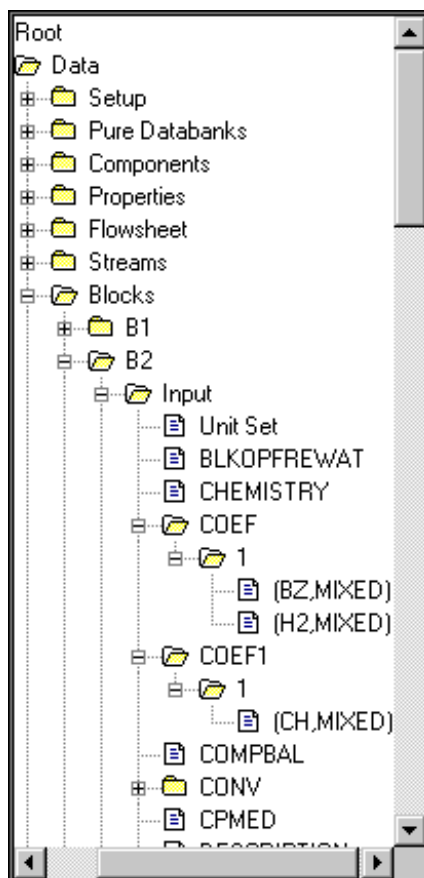 Root
Data
Setup
Pure Databanks
Components
Properties
Flowsheet
Streams
Blocks
B1
B2
Input
Unit Set
BLKOPFREWAT
CHEMISTRY
COEF
1
(BZ,MIXED)
(H2,MIXED)
COEF1
1
(CH,MIXED)
COMPBAL
CONV
CPMED